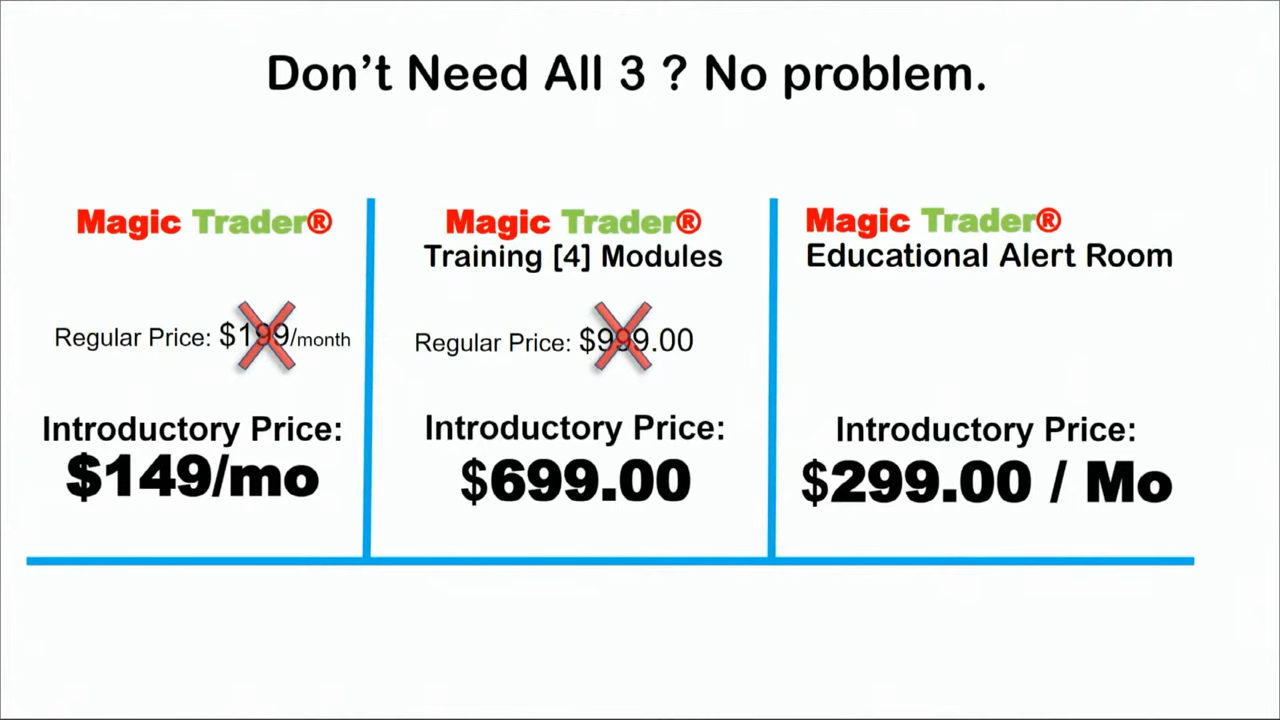 Don't Need All 3 ? No problem.
Magic Trader®
Regular Price: $199/month
Introductory Price:
$149/mo
Magic Trader®
Training [4] Modules
Regular Price: $999.00
Introductory Price:
$699.00
Magic Trader®
Educational Alert Room
Introductory Price:
$299.00 / Mo